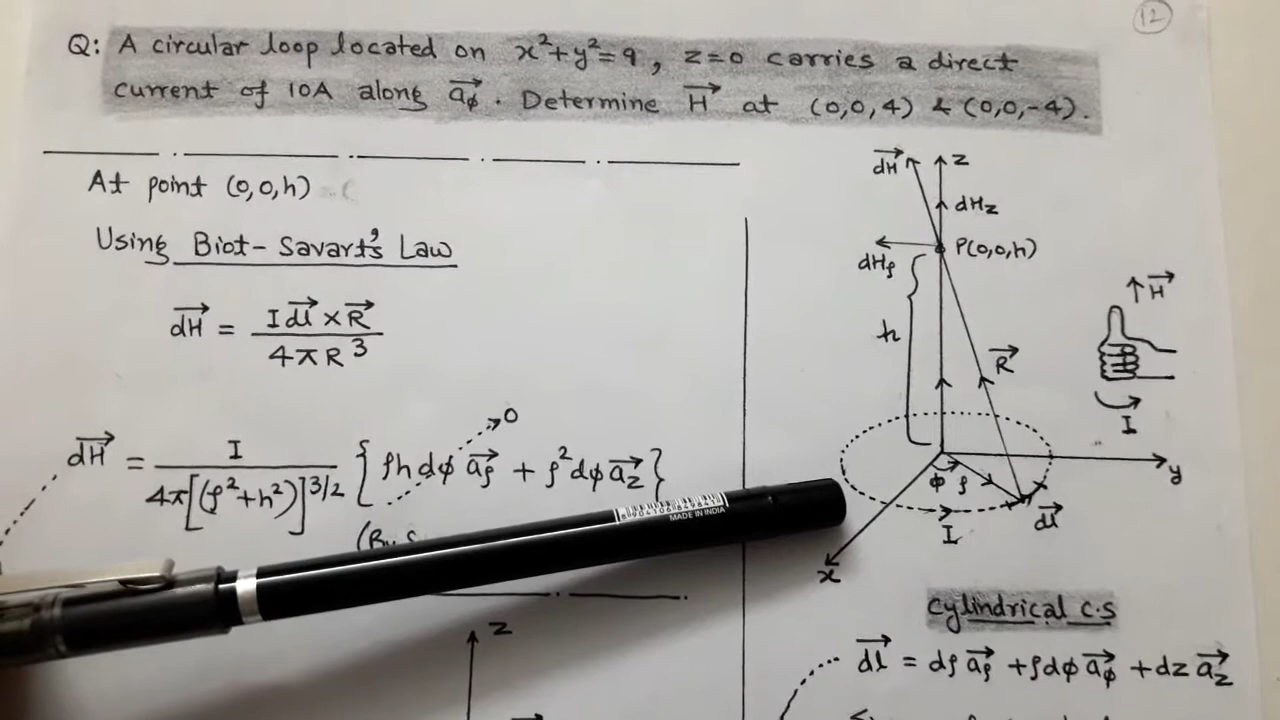 12
Q: A circular loop located on x²+y²=9, z=0 carries a direct
current of 10A along a⃗ϕ. Determine H⃗ at (0,0,4) & (0,0,-4).
At point (0,0,h)
Using Biot-Savart's Law
dH⃗ = I dl⃗ × R⃗ / 4πR³
dH⃗ = I / 4π[(ρ²+h²)]^3/2 {ρh dϕ a⃗ρ + ρ² dϕ a⃗z}
0
MADE IN INDIA
z
dH⃗
z
dHz
P(0,0,h)
dHρ
h
R⃗
H⃗
I
ϕ
ρ
y
dl⃗
I
x
Cylindrical C.S
dl⃗ = dρ a⃗ρ + ρdϕ a⃗ϕ + dz a⃗z